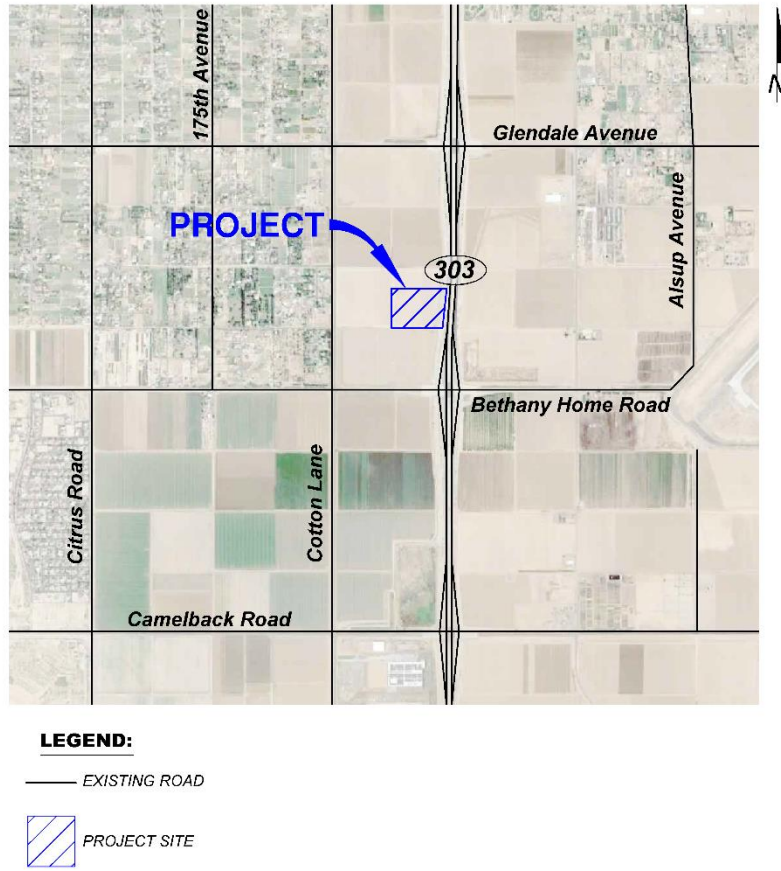 175th Avenue
Glendale Avenue
PROJECT
303
Alsup Avenue
Bethany Home Road
Citrus Road
Cotton Lane
Camelback Road
N
LEGEND:
EXISTING ROAD
PROJECT SITE